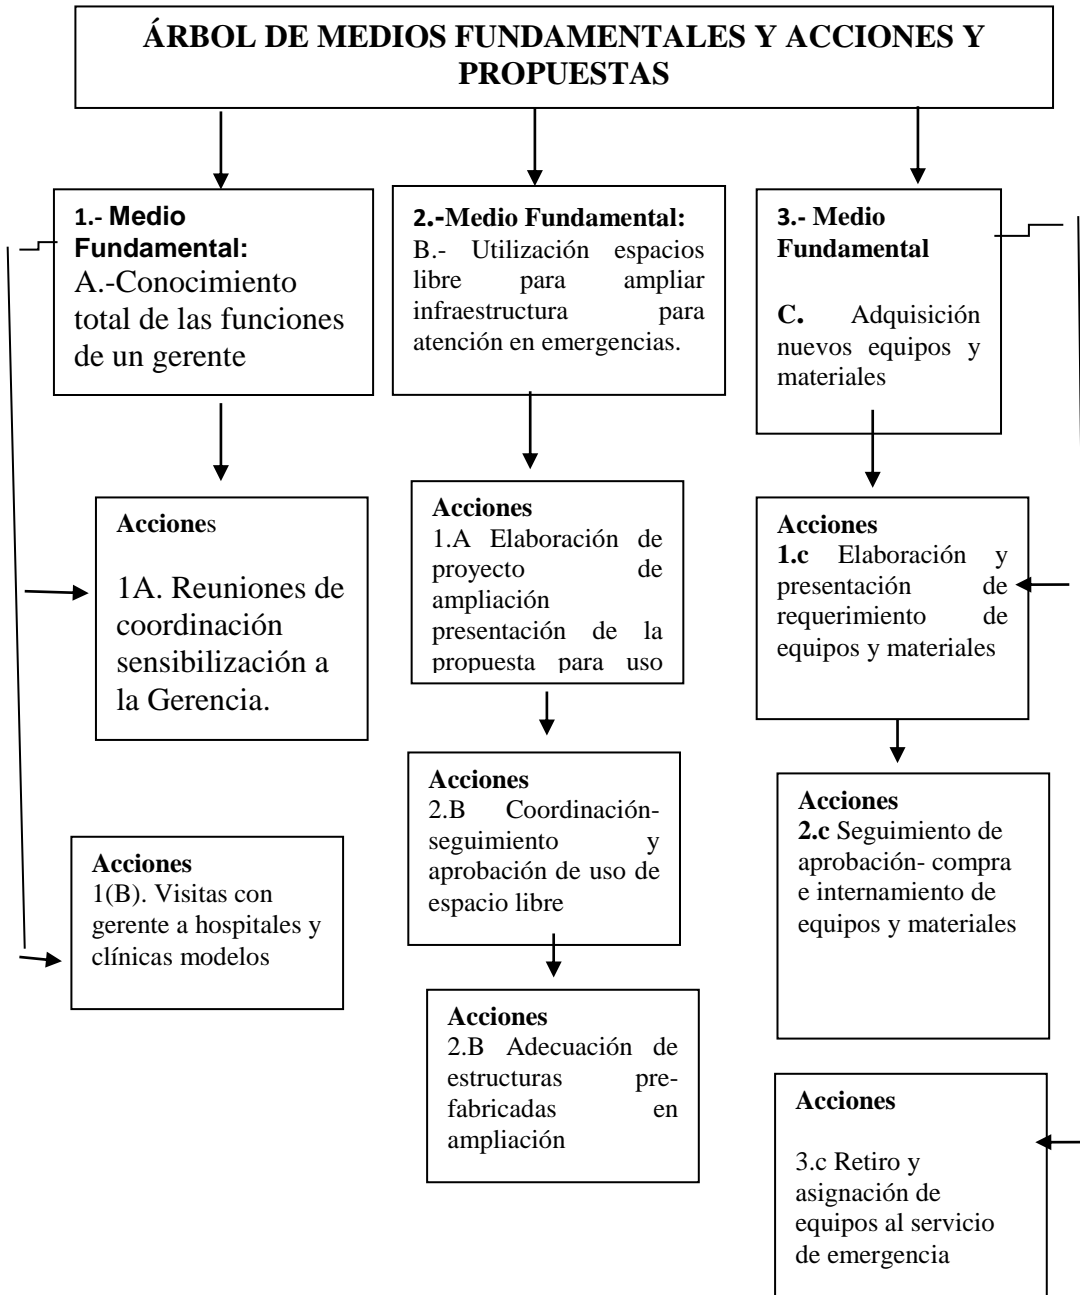 ÁRBOL DE MEDIOS FUNDAMENTALES Y ACCIONES Y
PROPUESTAS
1.- Medio
Fundamental:
A.-Conocimiento
total de las funciones
de un gerente
2.-Medio Fundamental:
B.- Utilización espacios
libre para ampliar
infraestructura para
atención en emergencias.
3.- Medio
Fundamental
C. Adquisición
nuevos equipos y
materiales
Acciones
1A. Reuniones de
coordinación
sensibilización a
la Gerencia.
Acciones
1.A Elaboración de
proyecto de
ampliación
presentación de la
propuesta para uso
Acciones
1.c Elaboración y
presentación de
requerimiento de
equipos y materiales
Acciones
1(B). Visitas con
gerente a hospitales y
clínicas modelos
Acciones
2.B Coordinación-
seguimiento y
aprobación de uso de
espacio libre
Acciones
2.c Seguimiento de
aprobación- compra
e internamiento de
equipos y materiales
Acciones
2.B Adecuación de
estructuras pre-
fabricadas en
ampliación
Acciones
3.c Retiro y
asignación de
equipos al servicio
de emergencia